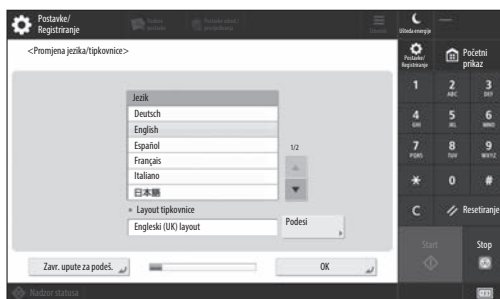 Postavke/
Registriranje
Ušteda energije
<Promjena jezika/tipkovnice>
Postavke/
Registriranje
Početni
prikaz
Jezik
Deutsch
English
Español
Français
Italiano
日本語
1/2
Layout tipkovnice
Engleski (UK) layout
Podesi
Zavr. upute za podeš.
OK
1
2 ABC
3 DEF
4 GHI
5 JKL
6 MNO
7 PQRS
8 TUV
9 WXYZ
* 0 #
C
Resetiranje
Start
Stop
Nadzor statusa